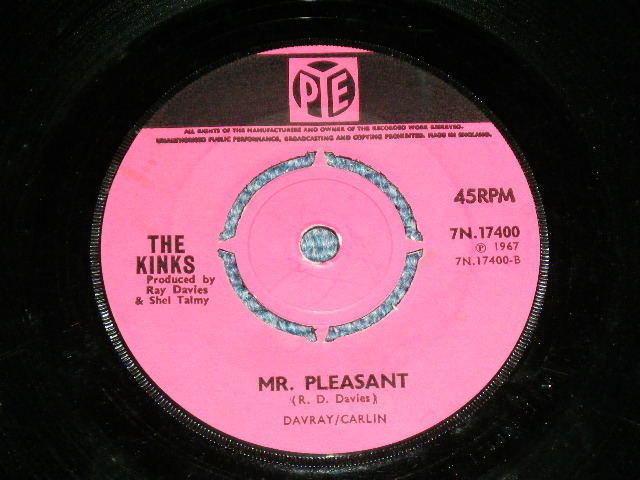 PYE
ALL RIGHTS OF THE MANUFACTURERS AND OWNER OF THE RECORDED WORK RESERVED.
UNAUTHORISED PUBLIC PERFORMANCE, BROADCASTING AND COPYING PROHIBITED. MADE IN ENGLAND.
45RPM
7N.17400
℗ 1967
7N.17400-B
THE
KINKS
Produced by
Ray Davies
& Shel Talmy
MR. PLEASANT
(R. D. Davies)
DAVRAY/CARLIN